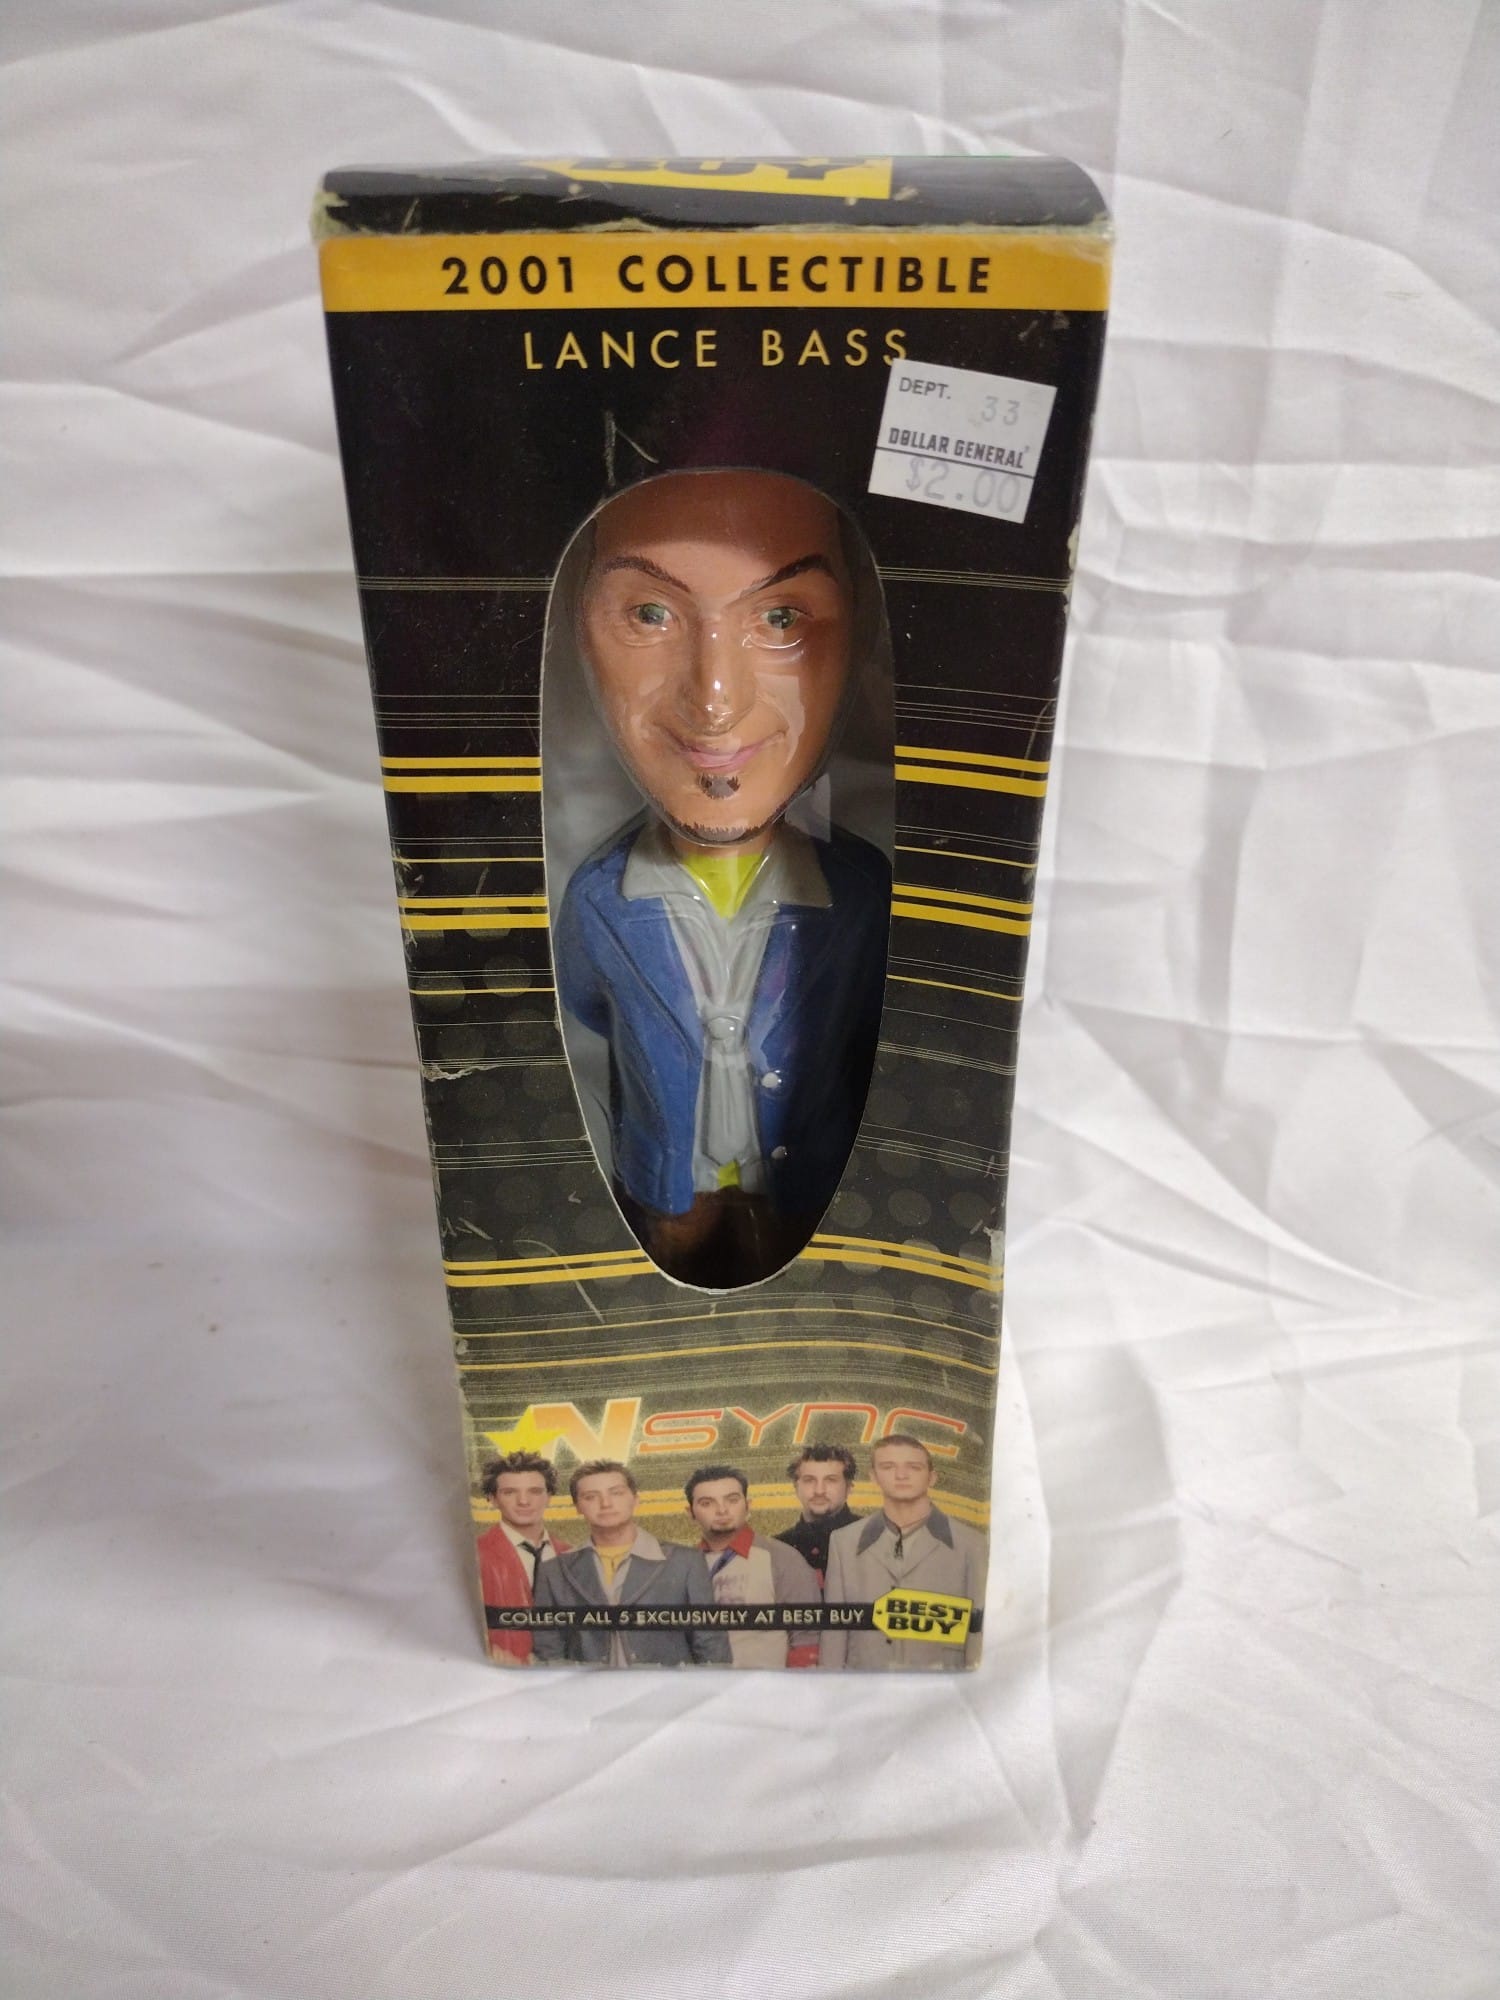 BUY
2001 COLLECTIBLE
LANCE BASS
DEPT. 33
DOLLAR GENERAL
$2.00
NSYNC
COLLECT ALL 5 EXCLUSIVELY AT BEST BUY
BEST
BUY